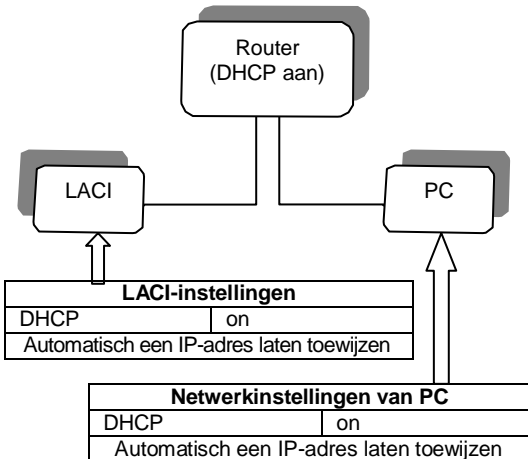 Router
(DHCP aan)
LACI
PC
LACI-instellingen
DHCP on
Automatisch een IP-adres laten toewijzen
Netwerkinstellingen van PC
DHCP on
Automatisch een IP-adres laten toewijzen